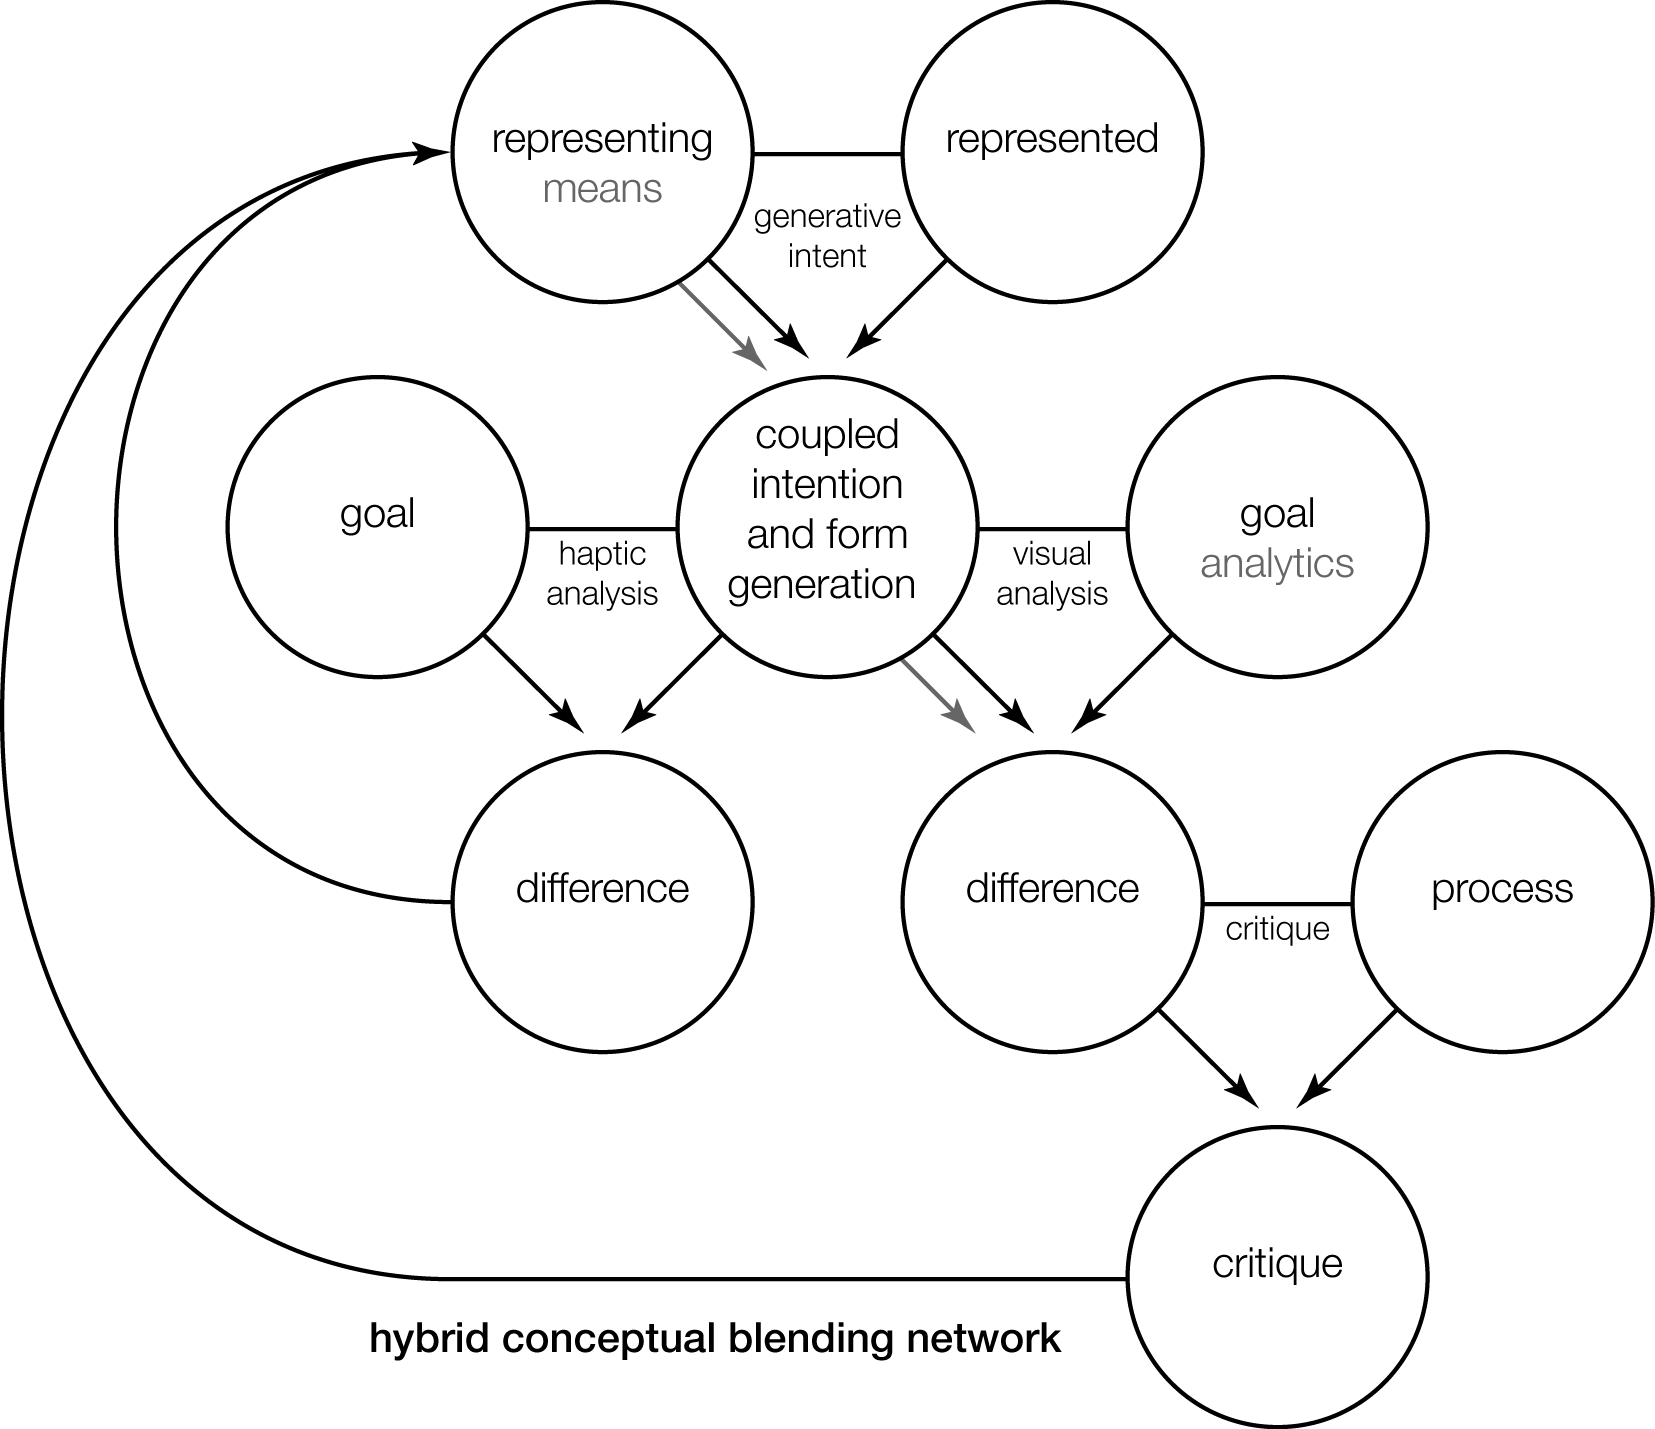 representing
means
represented
generative
intent
goal
haptic
analysis
coupled
intention
and form
generation
visual
analysis
goal
analytics
difference
difference
critique
process
critique
hybrid conceptual blending network